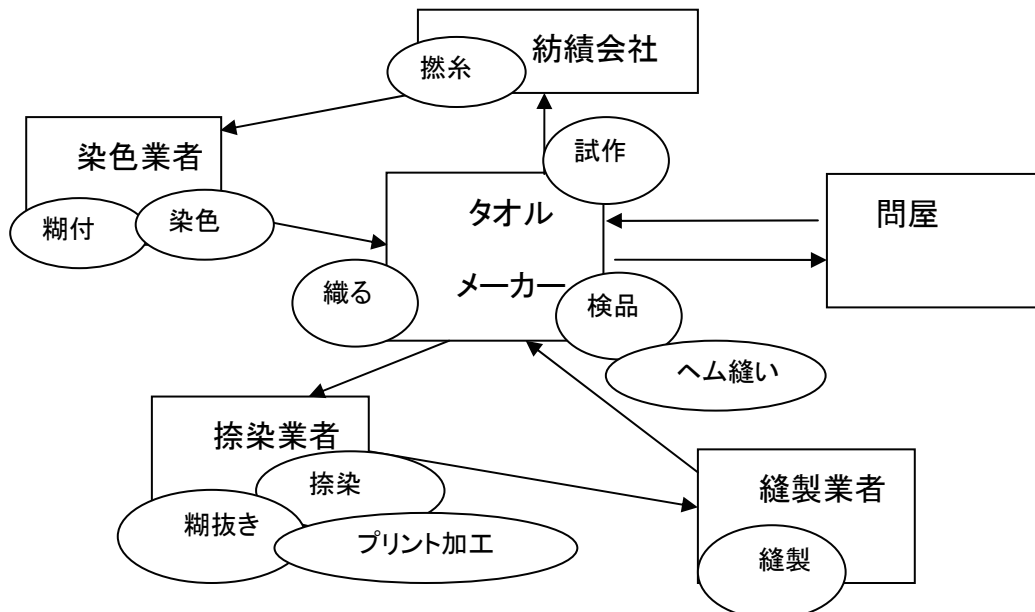 紡績会社
撚糸
試作
染色業者
糊付
染色
タオル
メーカー
問屋
織る
検品
ヘム縫い
捺染業者
捺染
糊抜き
プリント加工
縫製業者
縫製